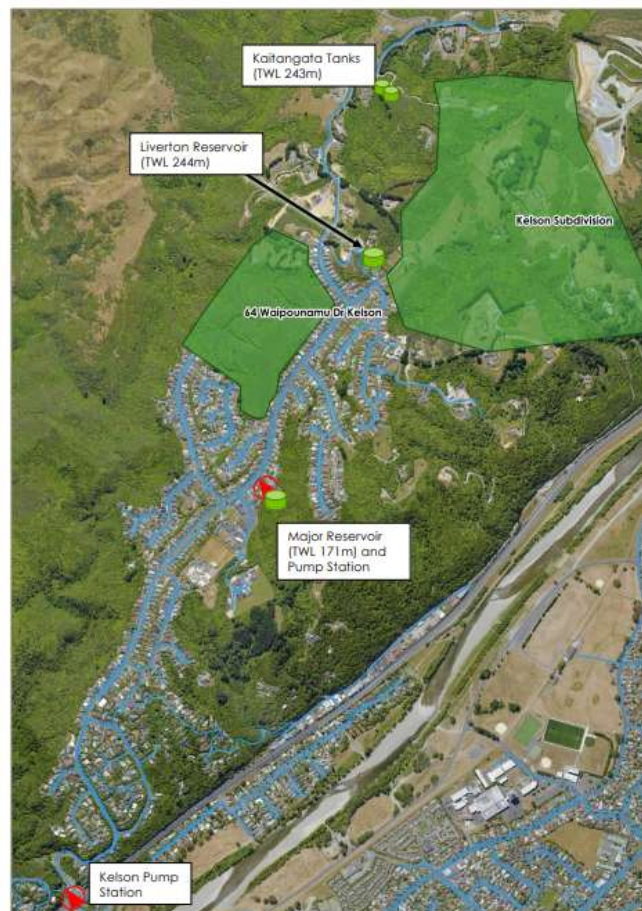 Kaitangata Tanks
(TWL 243m)
Liverton Reservoir
(TWL 244m)
Kelson Subdivision
64 Waipounamu Dr Kelson
Major Reservoir
(TWL 171m) and
Pump Station
Kelson Pump
Station